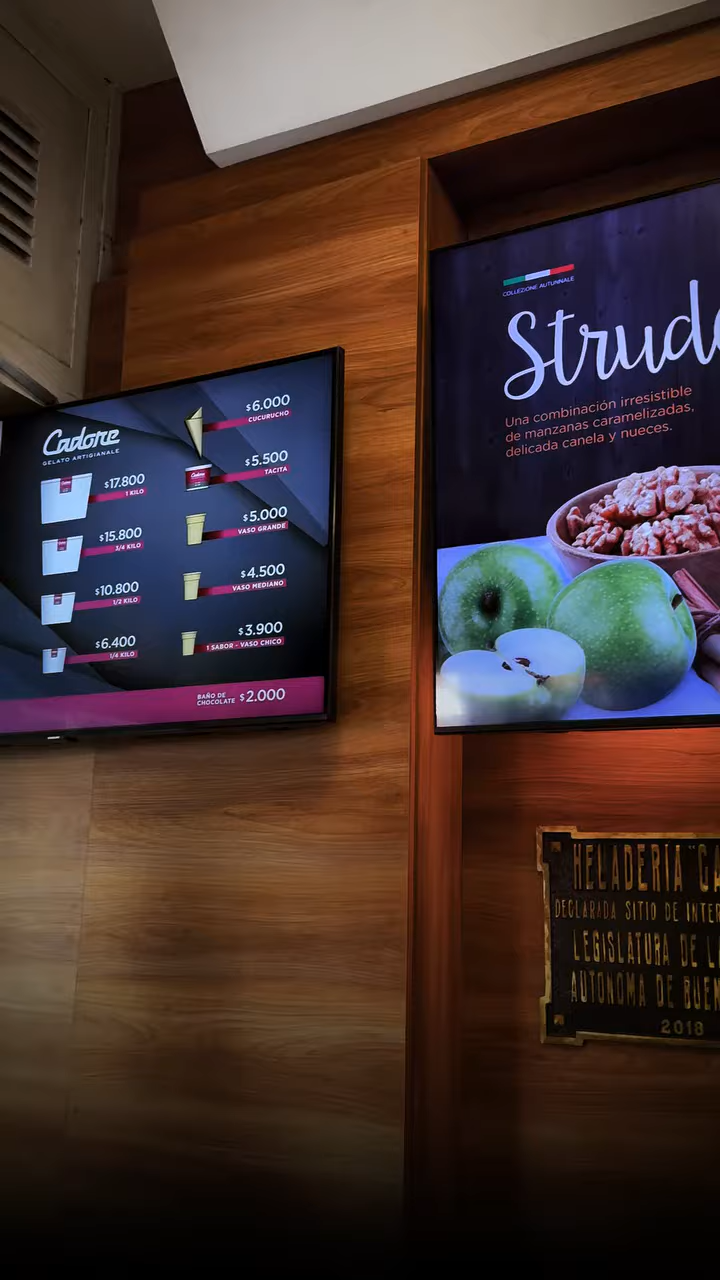 Cadore
GELATO ARTIGIANALE
$17.800
1 KILO
$15.800
3/4 KILO
$10.800
1/2 KILO
$6.400
1/4 KILO
$6.000
CUCURUCHO
$5.500
TACITA
$5.000
VASO GRANDE
$4.500
VASO MEDIANO
$3.900
1 SABOR - VASO CHICO
BAÑO DE
CHOCOLATE $2.000
COLLEZIONE AUTUNNALE
Strud
Una combinación irresistible
de manzanas caramelizadas,
delicada canela y nueces.
HELADERIA "CA
DECLARADA SITIO DE INTER
LEGISLATURA DE L
AUTONOMA DE BUEN
2018